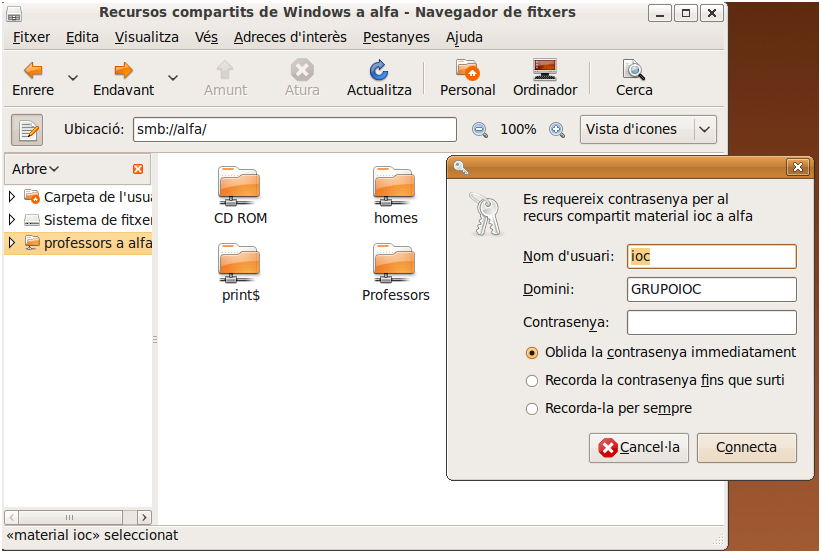 Recursos compartits de Windows a alfa - Navegador de fitxers
Fitxer Edita Visualitza Vés Adreces d'interès Pestanyes Ajuda
Enrere Endavant Amunt Atura Actualitza Personal Ordinador Cerca
Ubicació: smb://alfa/ 100% Vista d'icones
Arbre
Carpeta de l'usua
Sistema de fitxer
professors a alfa
CD ROM homes
print$ Professors
Es requereix contrasenya per al
recurs compartit material ioc a alfa
Nom d'usuari: ioc
Domini: GRUPOIOC
Contrasenya:
Oblida la contrasenya immediatament
Recorda la contrasenya fins que surti
Recorda-la per sempre
Cancel·la Connecta
«material ioc» seleccionat